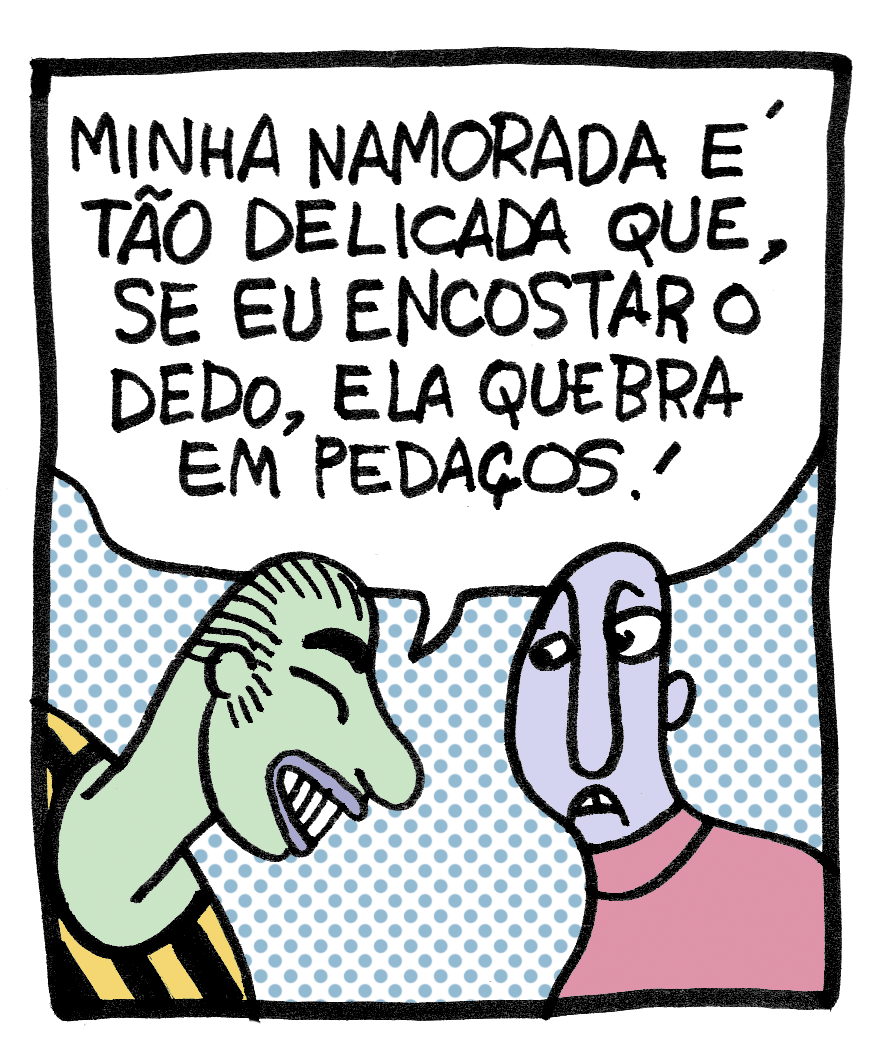 MINHA NAMORADA É
TÃO DELICADA QUE,
SE EU ENCOSTAR O
DEDO, ELA QUEBRA
EM PEDAÇOS!